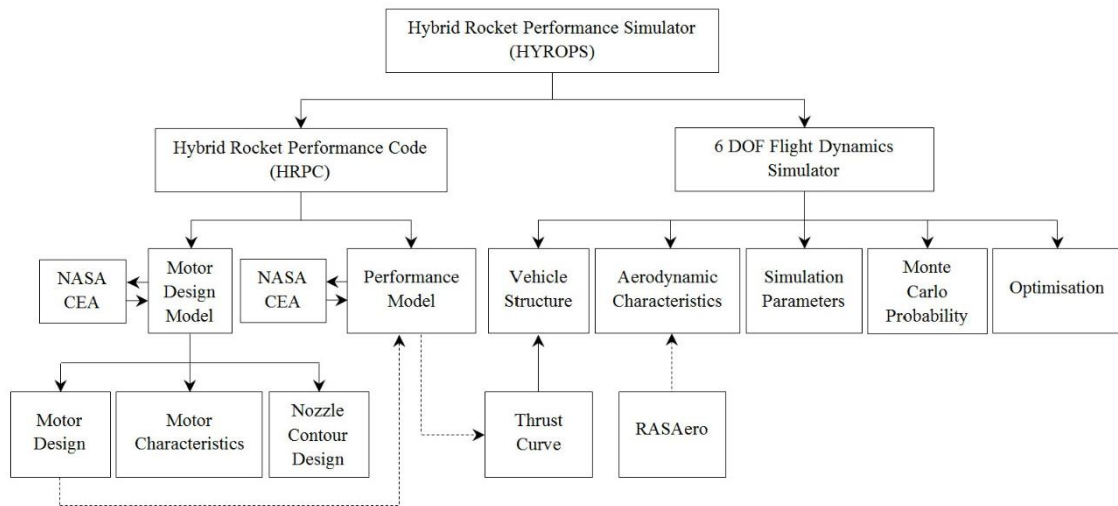 Hybrid Rocket Performance Simulator
(HYROPS)
Hybrid Rocket Performance Code
(HRPC)
6 DOF Flight Dynamics
Simulator
NASA
CEA
Motor
Design
Model
NASA
CEA
Performance
Model
Vehicle
Structure
Aerodynamic
Characteristics
Simulation
Parameters
Monte
Carlo
Probability
Optimisation
Motor
Design
Motor
Characteristics
Nozzle
Contour
Design
Thrust
Curve
RASAero